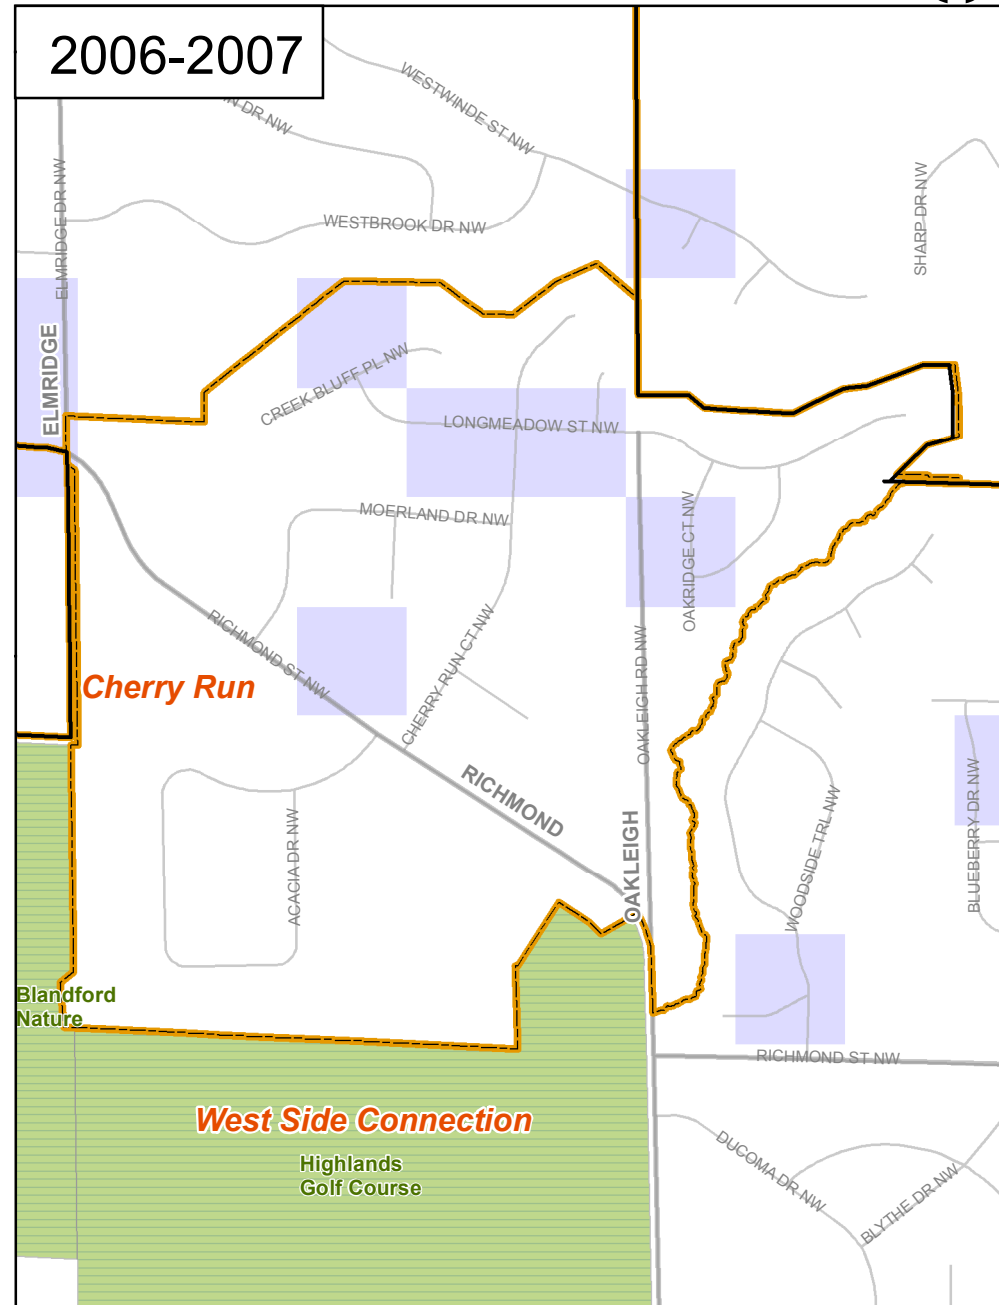 2006-2007
DR NW
WESTWINDE ST NW
ELMRIDGE DR NW
WESTBROOK DR NW
SHARP DR NW
ELMRIDGE
CREEK BLUFF PL NW
LONGMEADOW ST NW
MOERLAND DR NW
OAKRIDGE CT NW
RICHMOND ST NW
CHERRY RUN CT NW
OAKLEIGH RD NW
Cherry Run
RICHMOND
OAKLEIGH
ACACIA DR NW
WOODSIDE TRL NW
BLUEBERRY DR NW
Blandford
Nature
RICHMOND ST NW
West Side Connection
Highlands
Golf Course
DUCOMA DR NW
BLYTHE DR NW